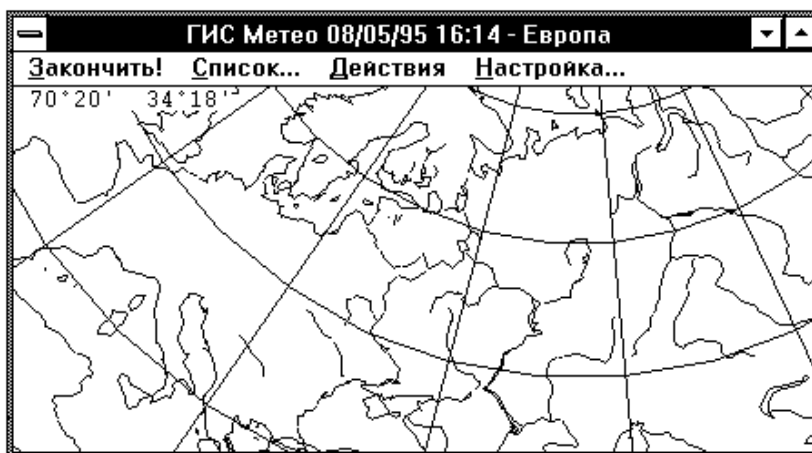 ГИС Метео 08/05/95 16:14 - Европа
Закончить! Список... Действия Настройка...
70°20' 34°18'